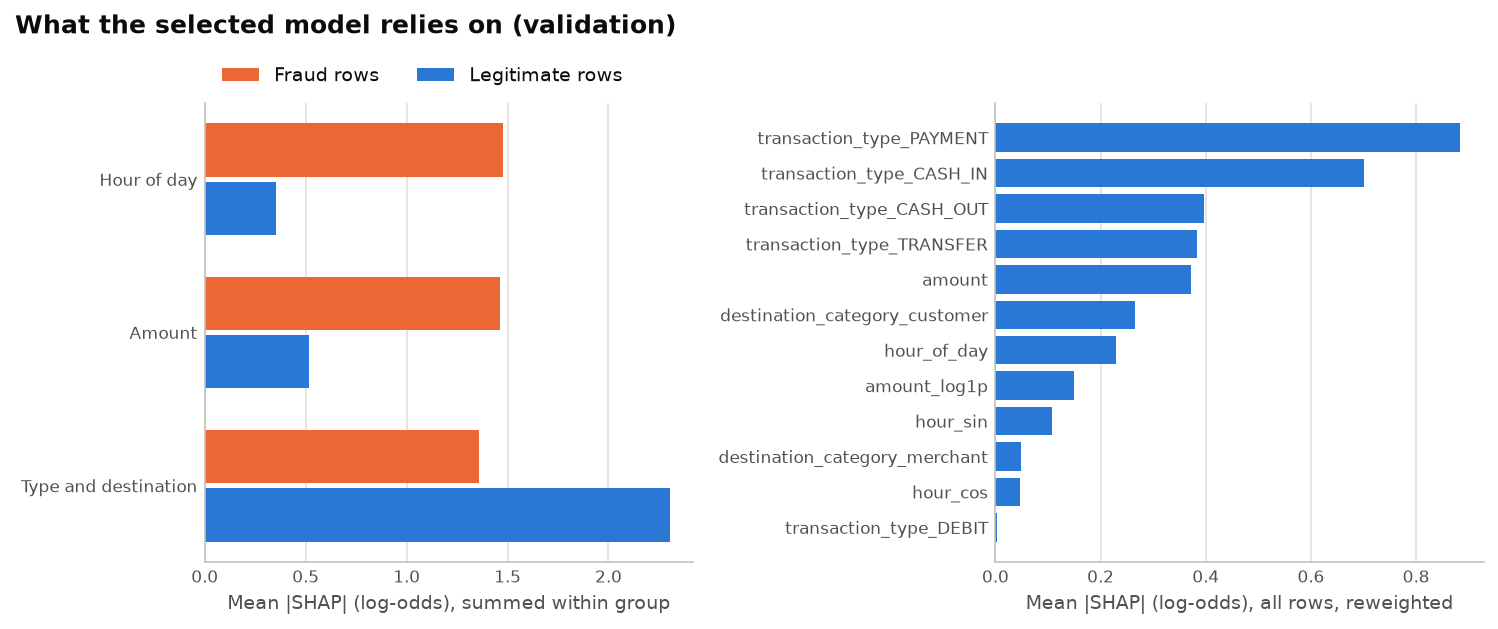 What the selected model relies on (validation)
Fraud rows
Legitimate rows
Hour of day
Amount
Type and destination
0.0 0.5 1.0 1.5 2.0
Mean |SHAP| (log-odds), summed within group
transaction_type_PAYMENT
transaction_type_CASH_IN
transaction_type_CASH_OUT
transaction_type_TRANSFER
amount
destination_category_customer
hour_of_day
amount_log1p
hour_sin
destination_category_merchant
hour_cos
transaction_type_DEBIT
0.0 0.2 0.4 0.6 0.8
Mean |SHAP| (log-odds), all rows, reweighted